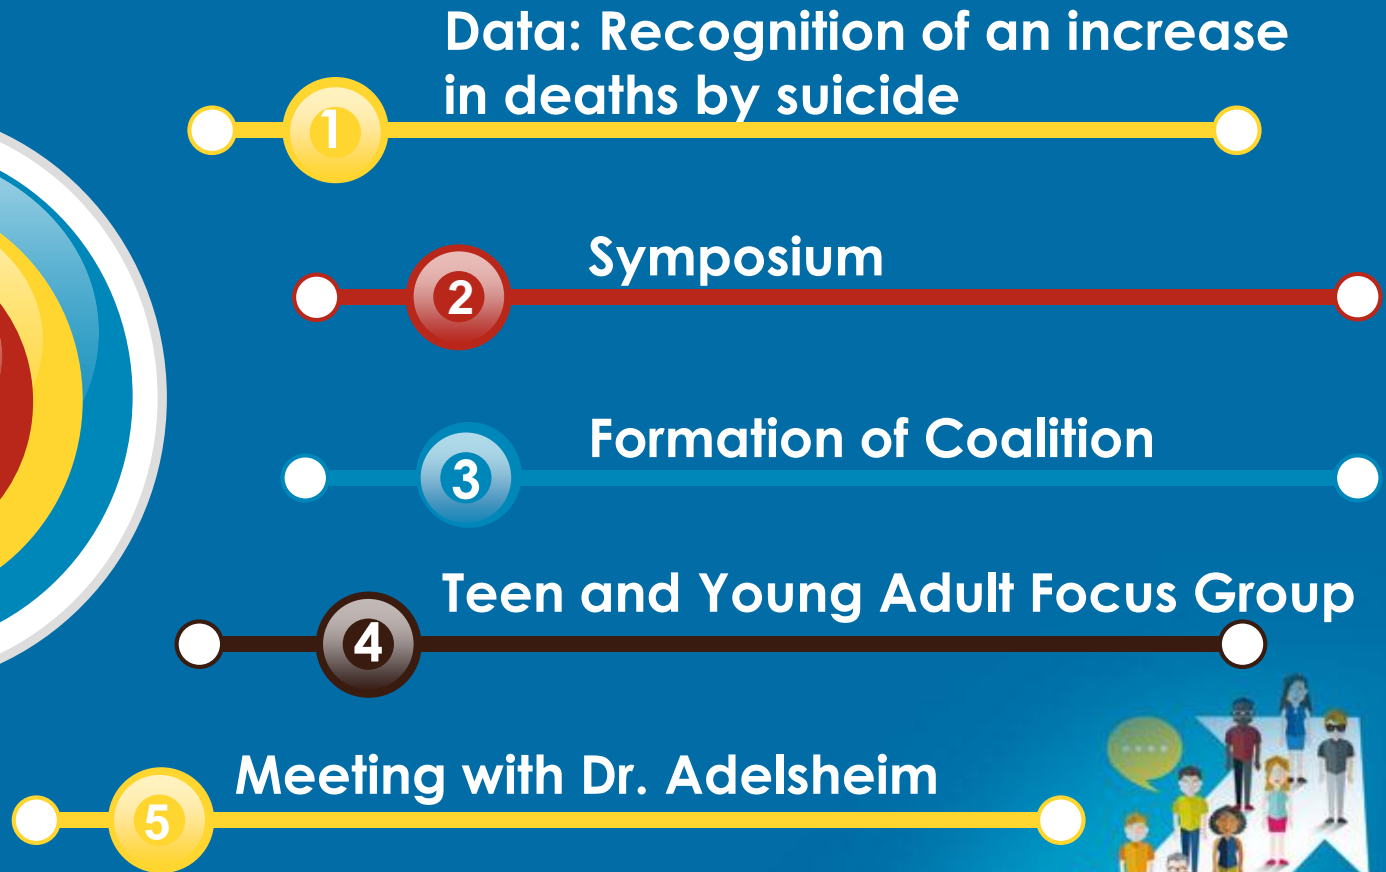 Data: Recognition of an increase
in deaths by suicide
1
Symposium
2
Formation of Coalition
3
Teen and Young Adult Focus Group
4
Meeting with Dr. Adelsheim
5